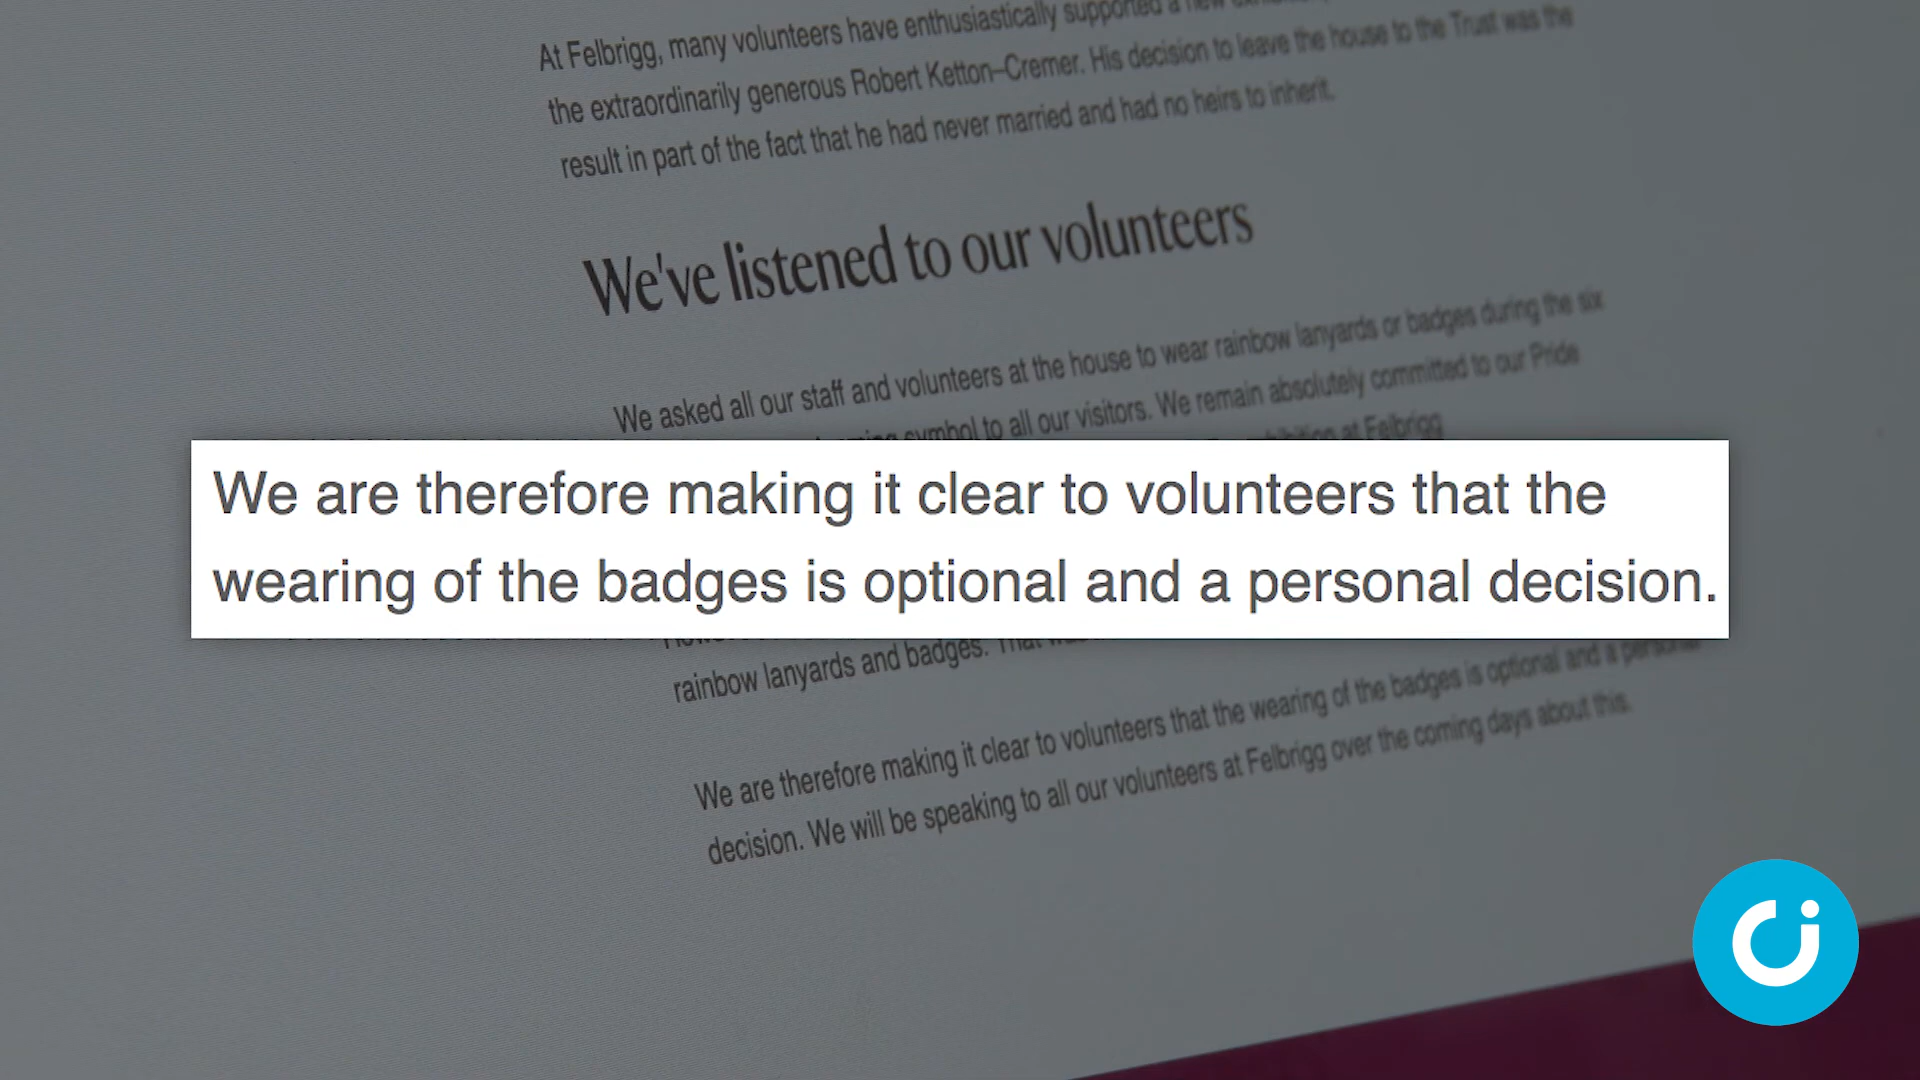 At Felbrigg, many volunteers have enthusiastically supported a new
the extraordinarily generous Robert Ketton–Cremer. His decision to leave the house to the Trust was the
result in part of the fact that he had never married and had no heirs to inherit.
We've listened to our volunteers
We asked all our staff and volunteers at the house to wear rainbow lanyards or badges during the six
symbol to all our visitors. We remain absolutely committed to our Pride
at Felbrigg
We are therefore making it clear to volunteers that the
wearing of the badges is optional and a personal decision.
rainbow lanyards and badges. That
We are therefore making it clear to volunteers that the wearing of the badges is optional and a personal
decision. We will be speaking to all our volunteers at Felbrigg over the coming days about this.